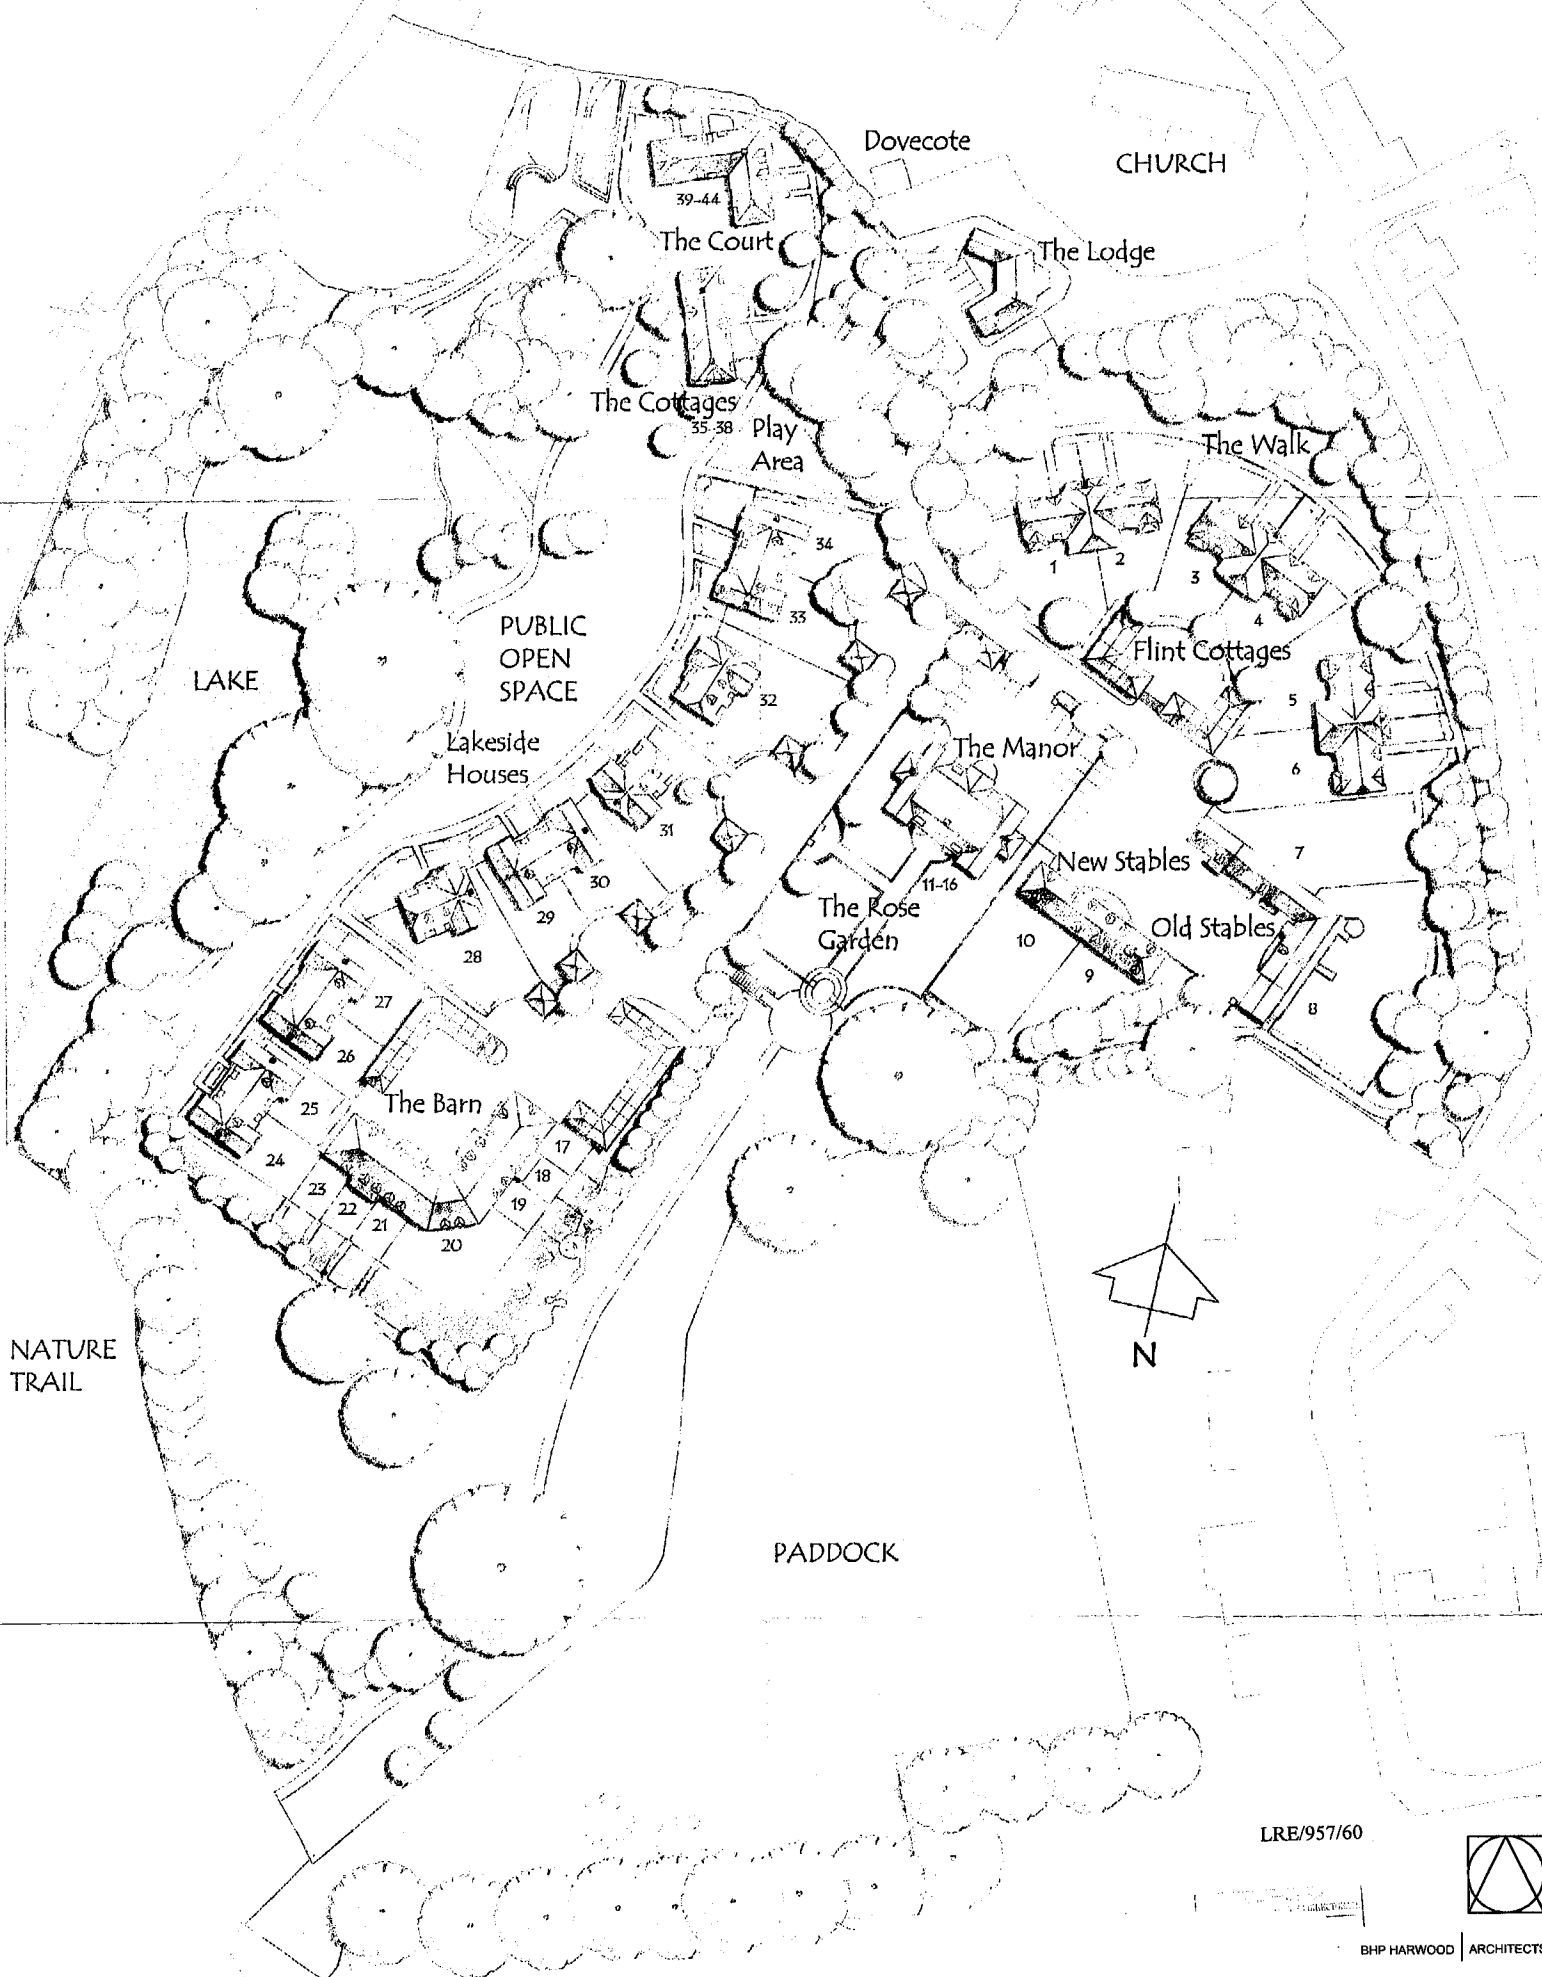 Dovecote
CHURCH
39-44
The Court
The Lodge
The Cottages
35-38
Play
Area
The Walk
34
33
32
1
2
3
4
Flint Cottages
5
6
PUBLIC
OPEN
SPACE
LAKE
Lakeside
Houses
The Manor
31
30
29
28
New Stables
7
11-16
The Rose
Garden
Old Stables
10
9
8
27
26
25
24
The Barn
17
18
19
23
22
21
20
N
NATURE
TRAIL
PADDOCK
LRE/957/60
BHP HARWOOD | ARCHITECTS